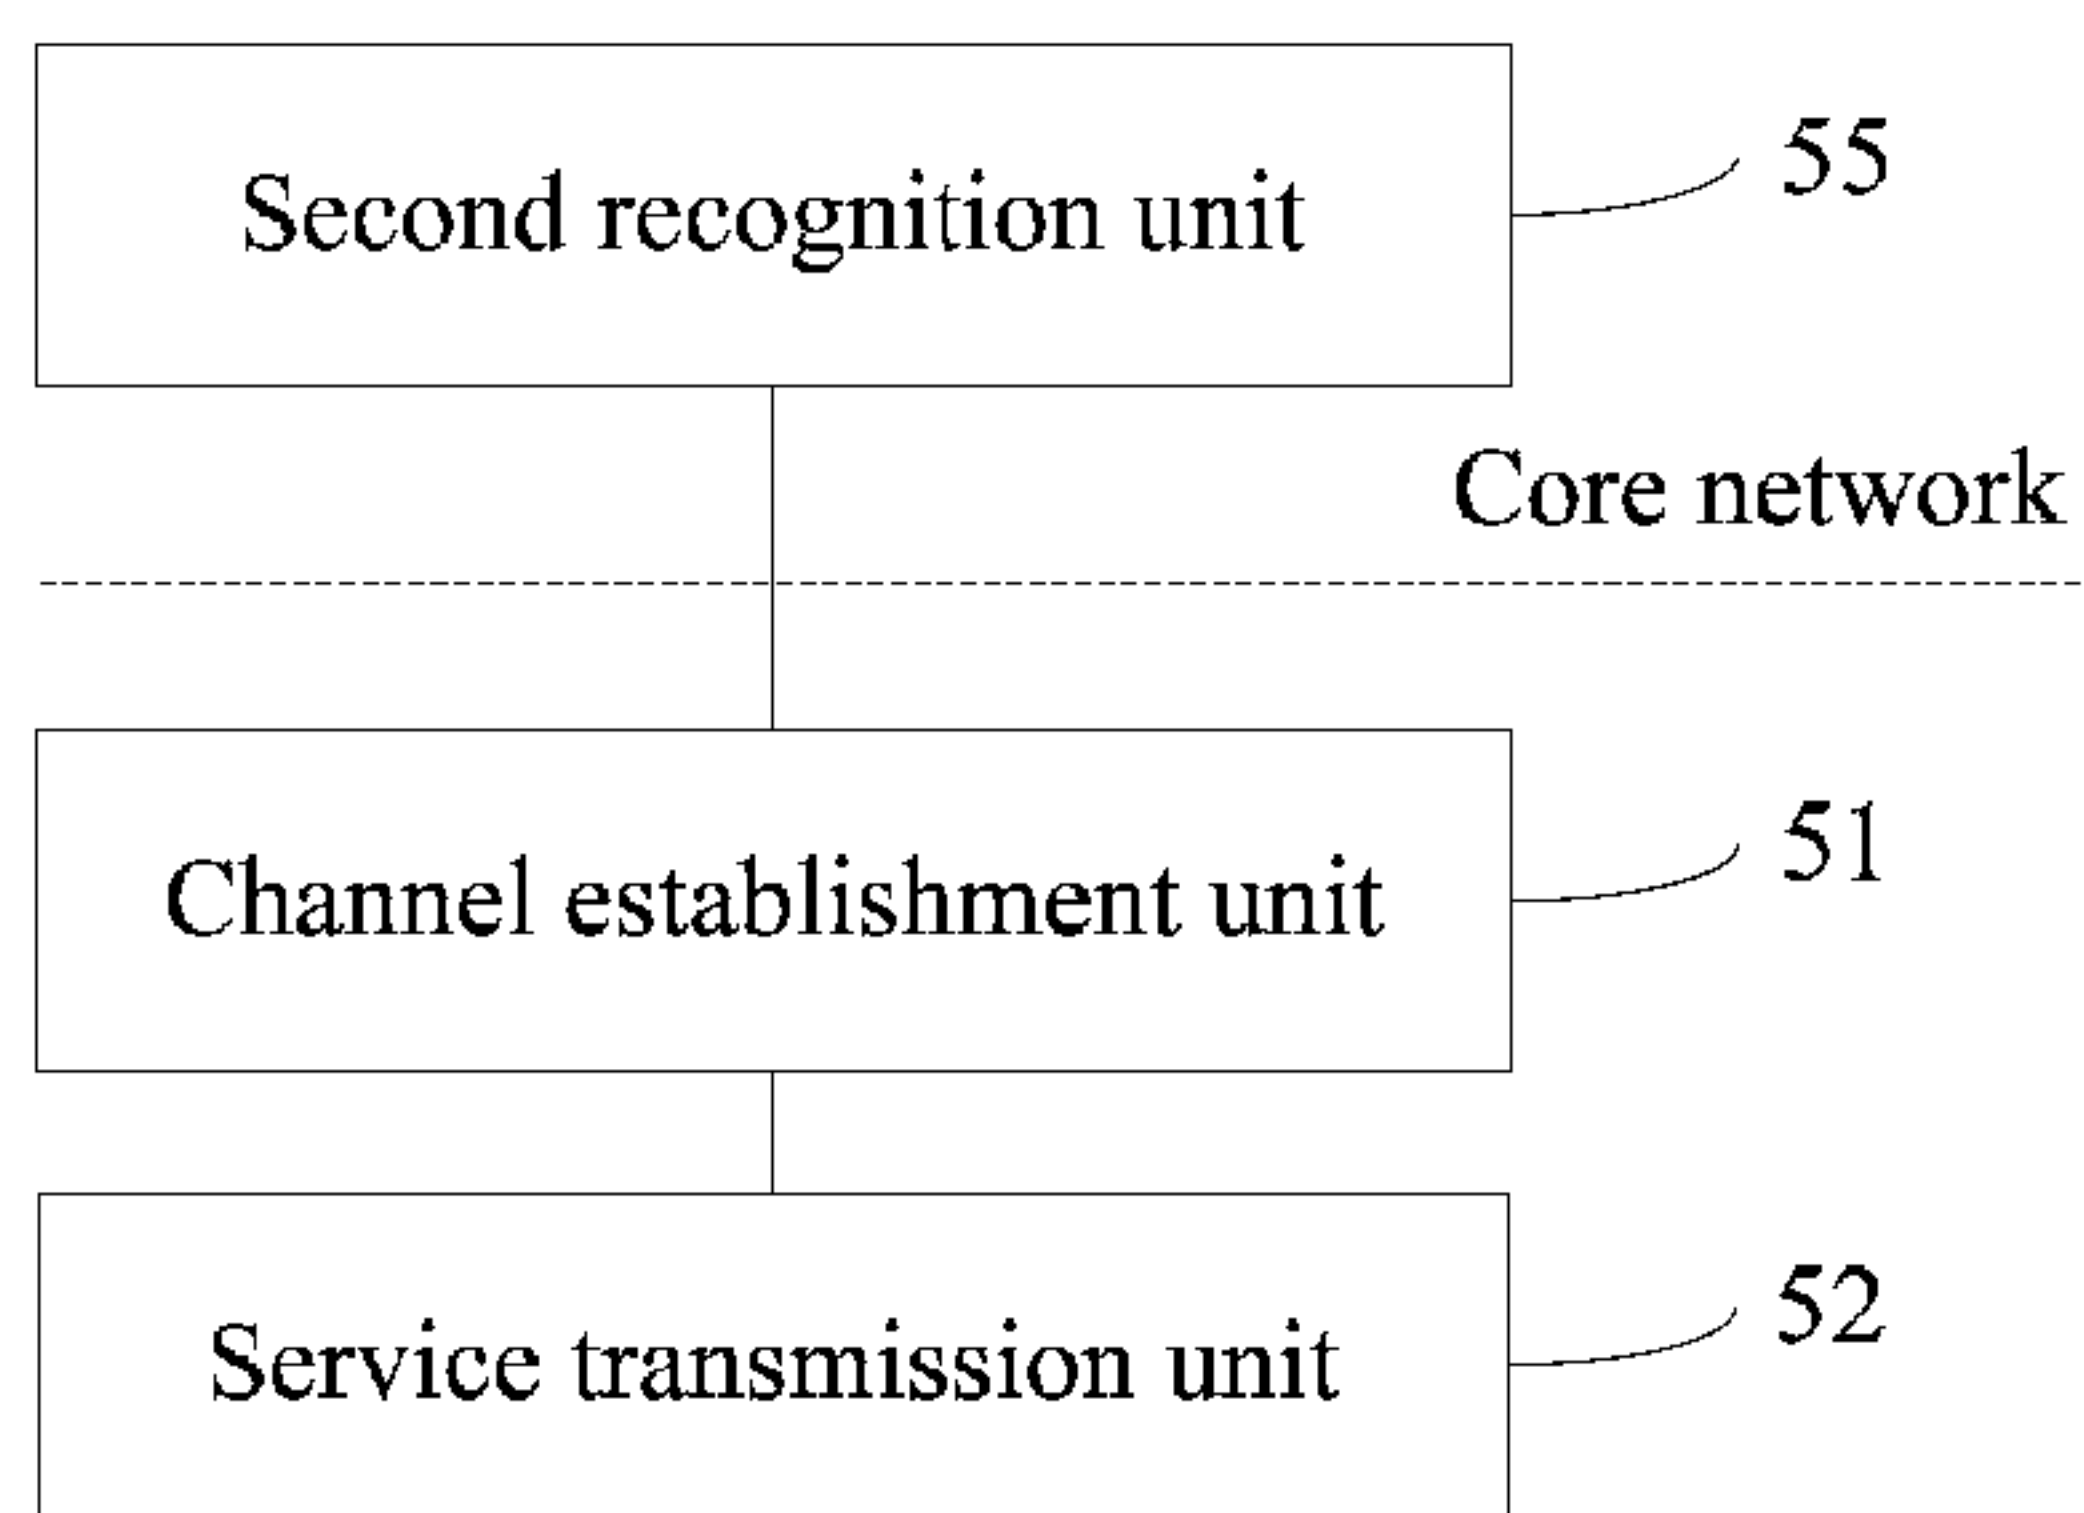 Second recognition unit
55
Core network
Channel establishment unit
51
Service transmission unit
52